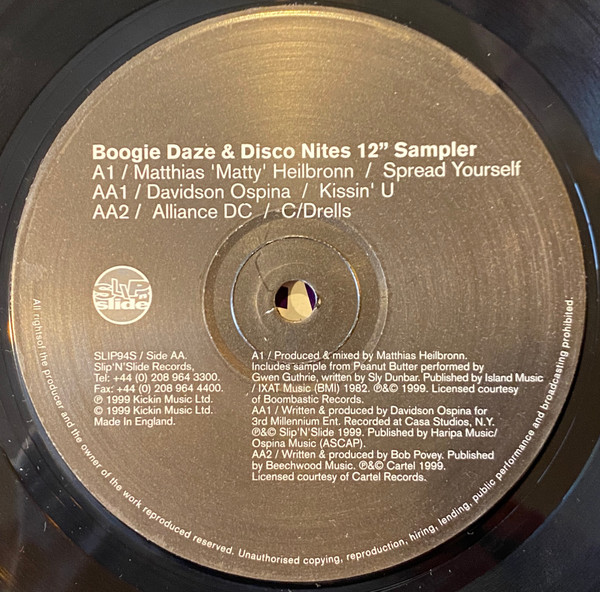 Boogie Daze & Disco Nites 12” Sampler
A1 / Matthias 'Matty' Heilbronn / Spread Yourself
AA1 / Davidson Ospina / Kissin' U
AA2 / Alliance DC / C/Drells
SLIP
'n'
slide
SLIP94S / Side AA.
Slip'N'Slide Records,
Tel: +44 (0) 208 964 3300.
Fax: +44 (0) 208 964 4400.
℗ 1999 Kickin Music Ltd.
© 1999 Kickin Music Ltd.
Made In England.
A1 / Produced & mixed by Matthias Heilbronn.
Includes sample from Peanut Butter performed by
Gwen Guthrie, written by Sly Dunbar. Published by Island Music
/ IXAT Music (BMI) 1982. ℗&© 1999. Licensed courtesy
of Boombastic Records.
AA1 / Written & produced by Davidson Ospina for
3rd Millennium Ent. Recorded at Casa Studios, N.Y.
℗&© Slip'N'Slide 1999. Published by Haripa Music/
Ospina Music (ASCAP).
AA2 / Written & produced by Bob Povey. Published
by Beechwood Music. ℗&© Cartel 1999.
Licensed courtesy of Cartel Records.
All rightsof the producer and the owner of the work reproduced reserved. Unauthorised copying, reproduction, hiring, lending, public performance and broadcasting prohibited.